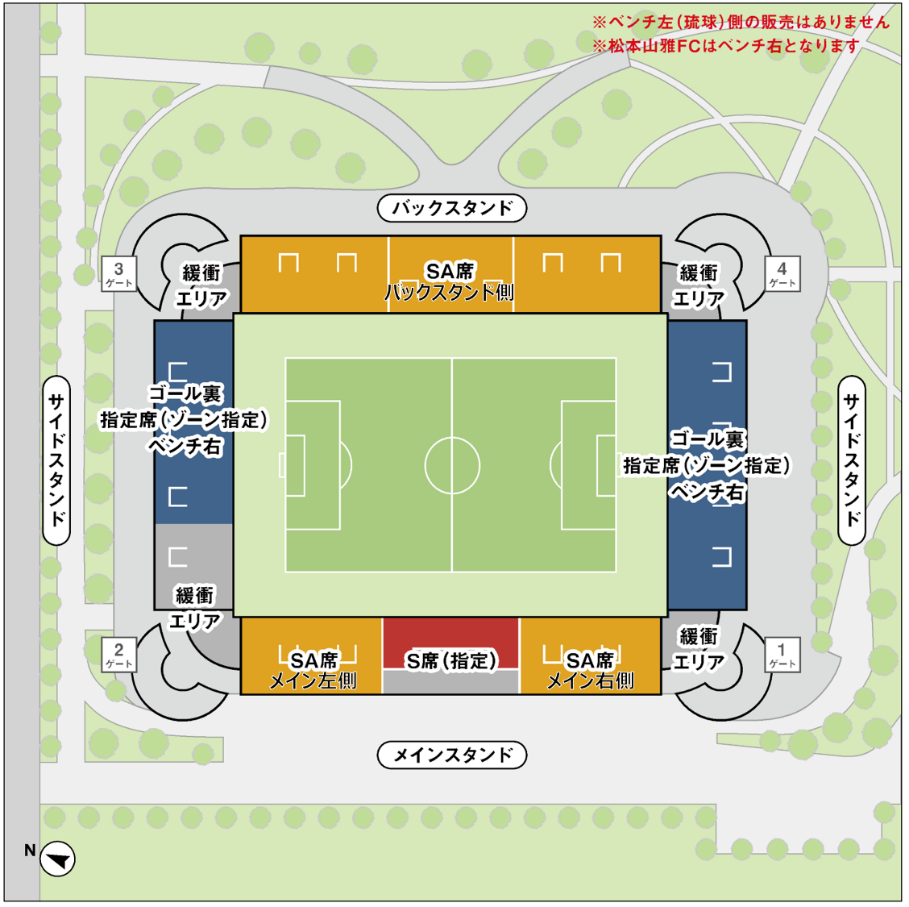 ※ベンチ左(琉球)側の販売はありません
※松本山雅FCはベンチ右となります
バックスタンド
3
ゲート
緩衝
エリア
SA席
バックスタンド側
緩衝
エリア
4
ゲート
サイドスタンド
ゴール裏
指定席(ゾーン指定)
ベンチ右
ゴール裏
指定席(ゾーン指定)
ベンチ右
サイドスタンド
緩衝
エリア
2
ゲート
SA席
メイン左側
S席(指定)
SA席
メイン右側
緩衝
エリア
1
ゲート
メインスタンド
N